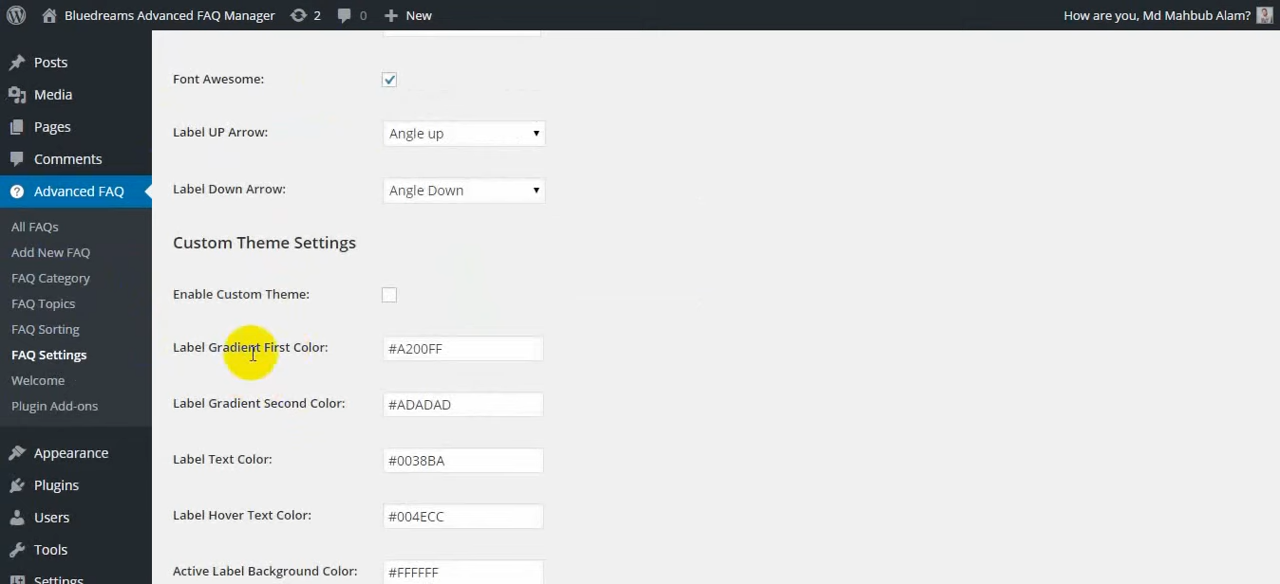 Bluedreams Advanced FAQ Manager 2 0 New How are you, Md Mahbub Alam?
Posts
Media
Pages
Comments
Advanced FAQ
All FAQs
Add New FAQ
FAQ Category
FAQ Topics
FAQ Sorting
FAQ Settings
Welcome
Plugin Add-ons
Appearance
Plugins
Users
Tools
Settings
Font Awesome:
Label UP Arrow: Angle up
Label Down Arrow: Angle Down
Custom Theme Settings
Enable Custom Theme:
Label Gradient First Color: #A200FF
Label Gradient Second Color: #ADADAD
Label Text Color: #0038BA
Label Hover Text Color: #004ECC
Active Label Background Color: #FFFFFF